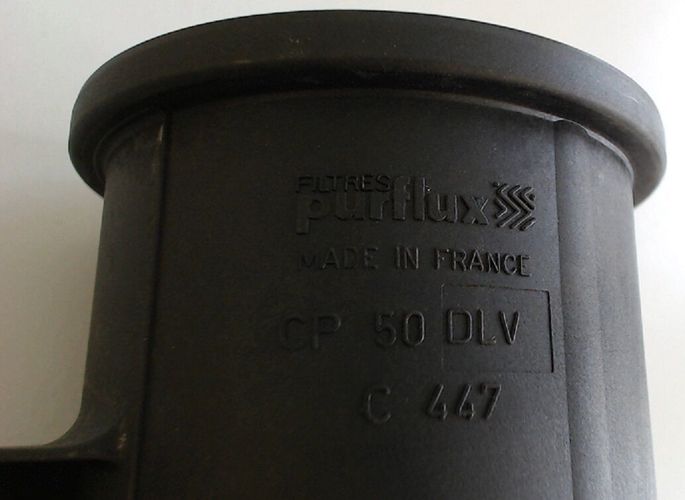 FILTRES
purflux
MADE IN FRANCE
CP 50 DLV
C 447